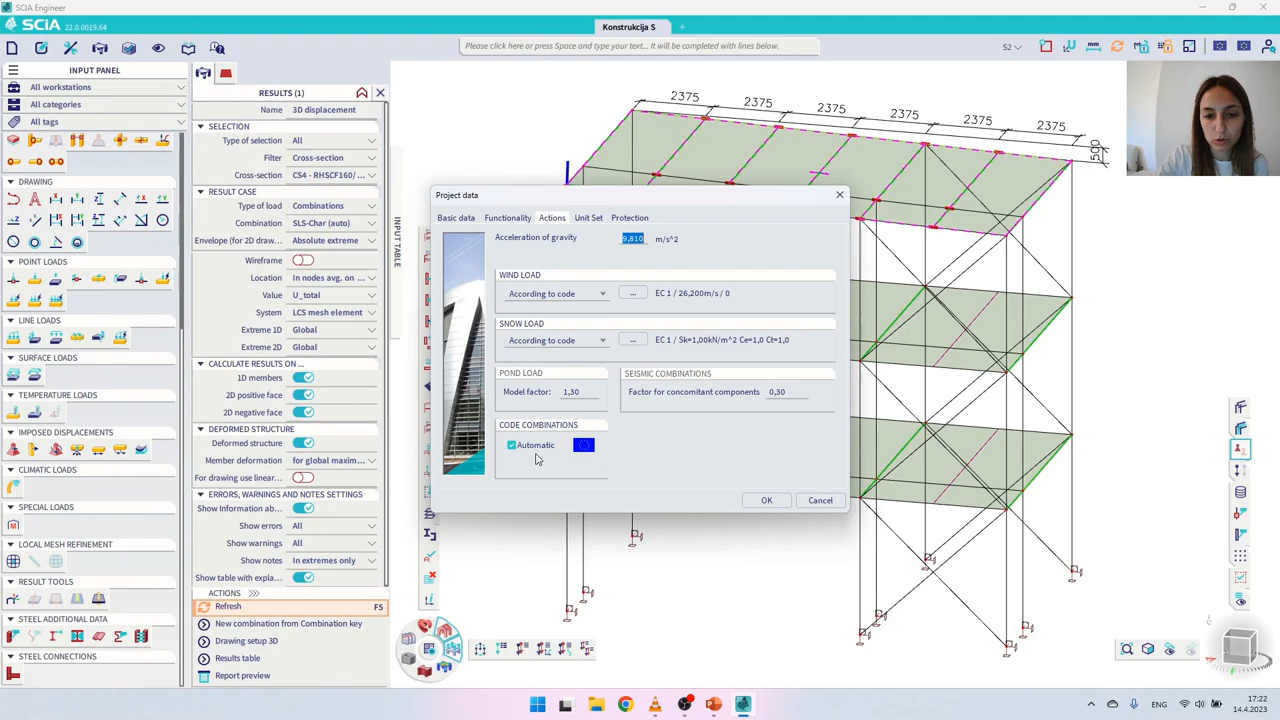 SCIA Engineer
SCIA
22.0.0019.64
Konstrukcija S
Please click here or press Space and type your text... It will be completed with lines below.
S2
INPUT PANEL
All workstations
All categories
All tags
DRAWING
POINT LOADS
LINE LOADS
SURFACE LOADS
TEMPERATURE LOADS
IMPOSED DISPLACEMENTS
CLIMATIC LOADS
SPECIAL LOADS
LOCAL MESH REFINEMENT
RESULT TOOLS
STEEL ADDITIONAL DATA
STEEL CONNECTIONS
RESULTS (1)
Name 3D displacement
SELECTION
Type of selection All
Filter Cross-section
Cross-section CS4 - RHSCF160/ ...
RESULT CASE
Type of load Combinations
Combination SLS-Char (auto)
Envelope (for 2D draw... Absolute extreme
Wireframe
Location In nodes avg. on ...
Value U_total
System LCS mesh element
Extreme 1D Global
Extreme 2D Global
CALCULATE RESULTS ON ...
1D members
2D positive face
2D negative face
DEFORMED STRUCTURE
Deformed structure
Member deformation for global maxim...
For drawing use linear...
ERRORS, WARNINGS AND NOTES SETTINGS
Show Information ab...
Show errors All
Show warnings All
Show notes In extremes only
Show table with expla...
ACTIONS
Refresh F5
New combination from Combination key
Drawing setup 3D
Results table
Report preview
INPUT TABLE
2375
2375
2375
2375
2375
2375
Project data
Basic data Functionality Actions Unit Set Protection
Acceleration of gravity 9,810 m/s^2
WIND LOAD
According to code ... EC 1 / 26,200m/s / 0
SNOW LOAD
According to code ... EC 1 / Sk=1,00kN/m^2 Ce=1,0 Ct=1,0
POND LOAD
Model factor: 1,30
SEISMIC COMBINATIONS
Factor for concomitant components 0,30
CODE COMBINATIONS
Automatic
OK Cancel
ENG
17:22
14.4.2023